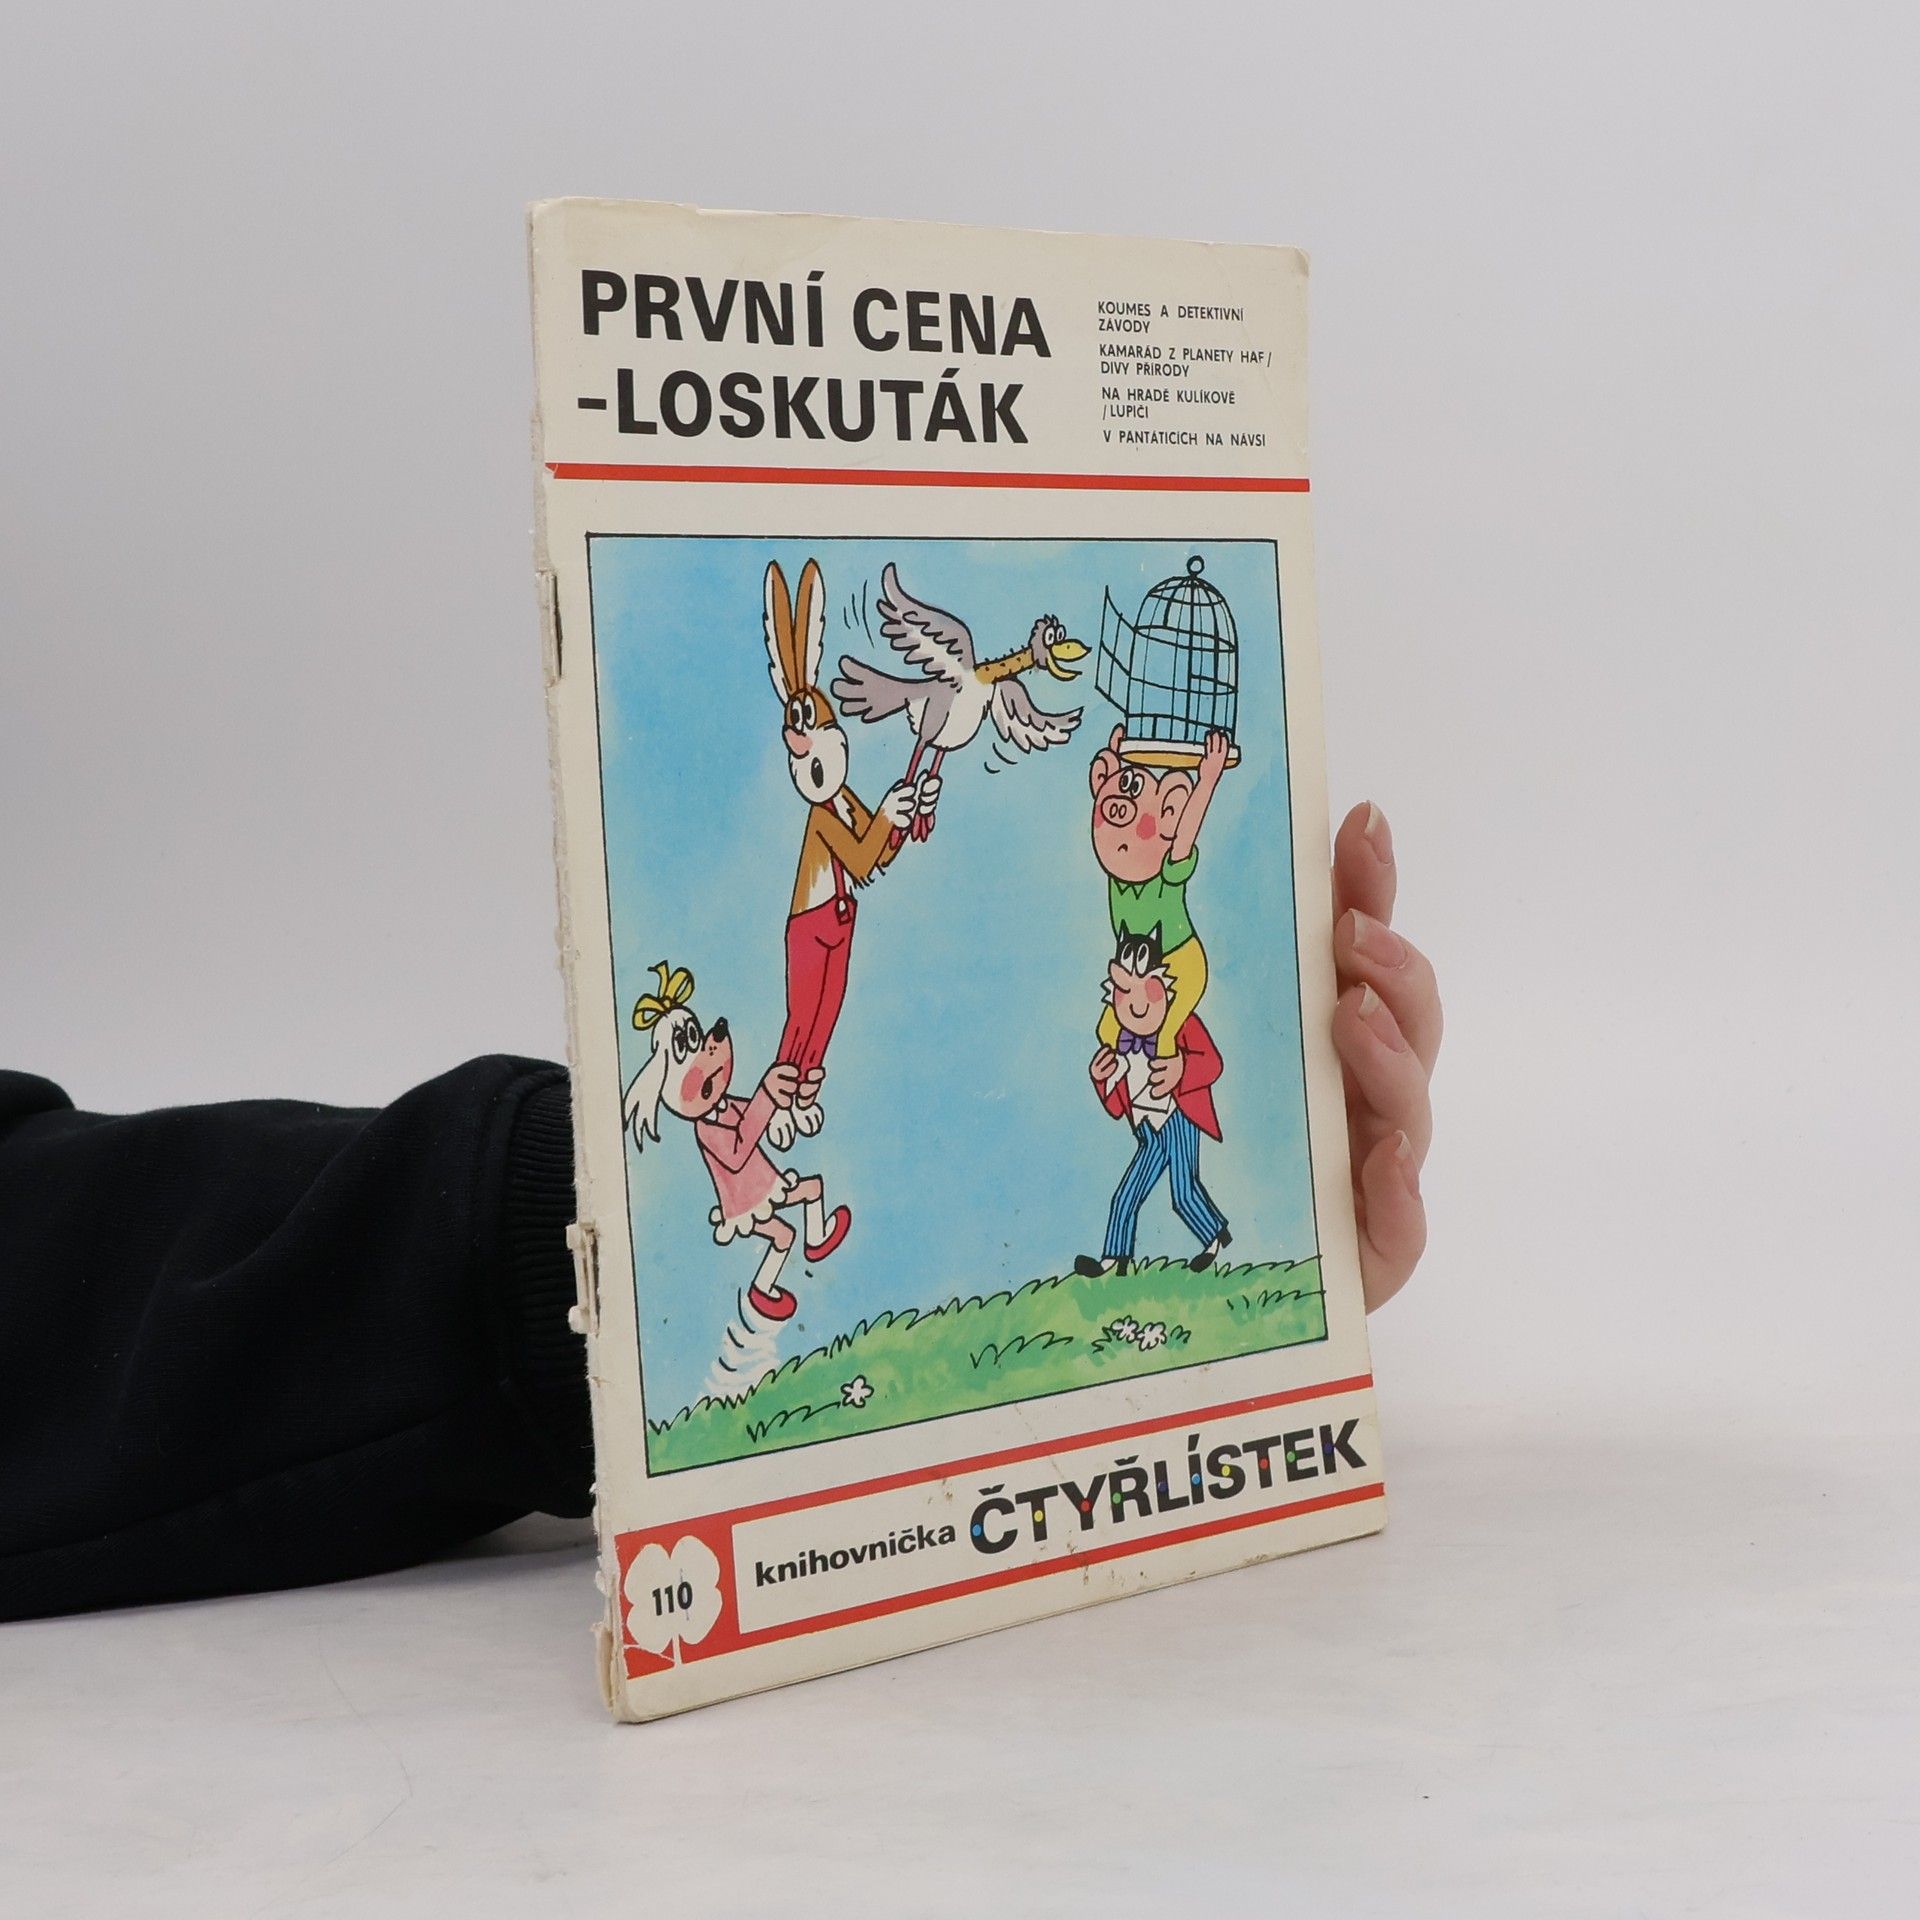 PRVNÍ CENA
-LOSKUTÁK
KOUMES A DETEKTIVNÍ
ZÁVODY
KAMARÁD Z PLANETY HAF /
DIVY PŘÍRODY
NA HRADĚ KULÍKOVĚ
/ LUPIČI
V PANTÁTICÍCH NA NÁVSI
110
knihovnička ČTYŘLÍSTEK